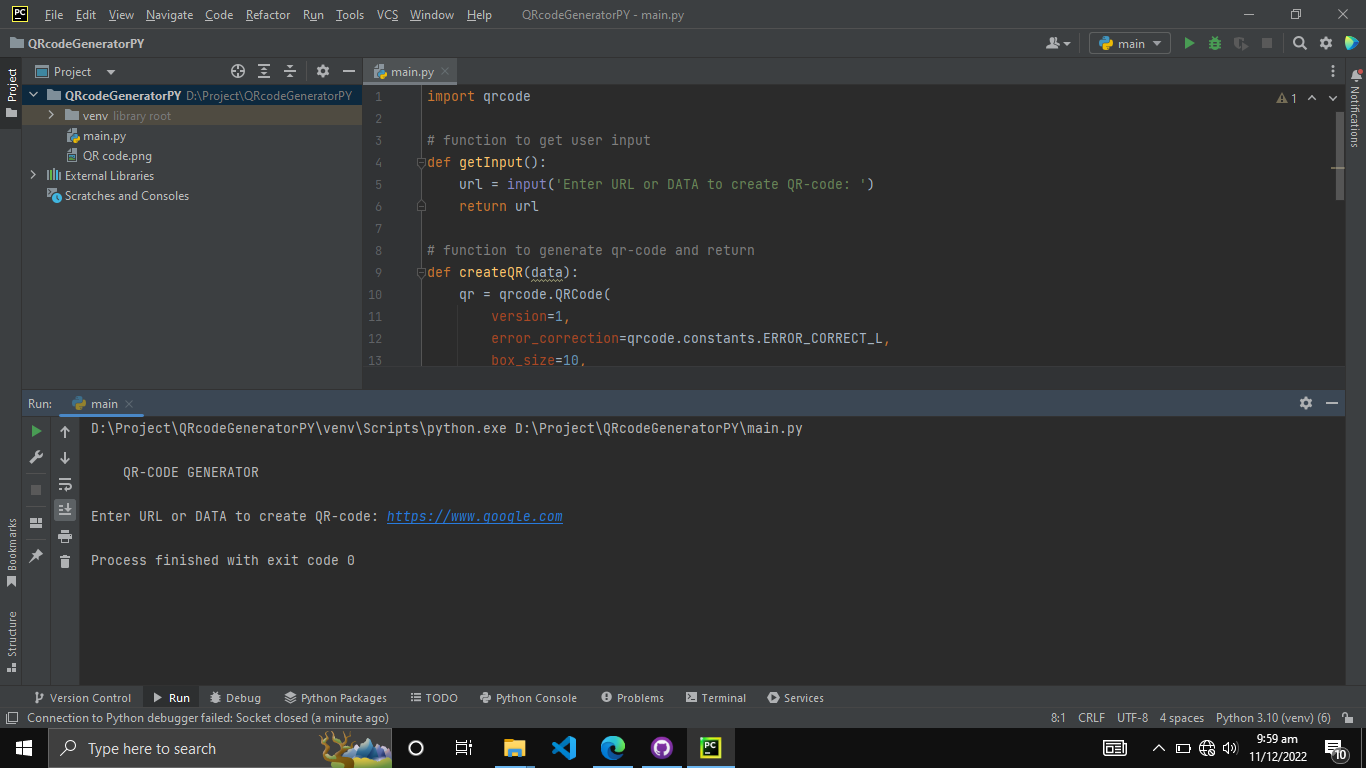 PC File Edit View Navigate Code Refactor Run Tools VCS Window Help QRcodeGeneratorPY - main.py
QRcodeGeneratorPY main
Project
Project main.py
QRcodeGeneratorPY D:\Project\QRcodeGeneratorPY
venv library root
main.py
QR code.png
External Libraries
Scratches and Consoles
1 import qrcode
2
3 # function to get user input
4 def getInput():
5 url = input('Enter URL or DATA to create QR-code: ')
6 return url
7
8 # function to generate qr-code and return
9 def createQR(data):
10 qr = qrcode.QRCode(
11 version=1,
12 error_correction=qrcode.constants.ERROR_CORRECT_L,
13 box_size=10,
1
Notifications
Run: main
D:\Project\QRcodeGeneratorPY\venv\Scripts\python.exe D:\Project\QRcodeGeneratorPY\main.py
QR-CODE GENERATOR
Enter URL or DATA to create QR-code: https://www.google.com
Process finished with exit code 0
Bookmarks
Structure
Version Control Run Debug Python Packages TODO Python Console Problems Terminal Services
Connection to Python debugger failed: Socket closed (a minute ago) 8:1 CRLF UTF-8 4 spaces Python 3.10 (venv) (6)
Type here to search PC
9:59 am
11/12/2022
10